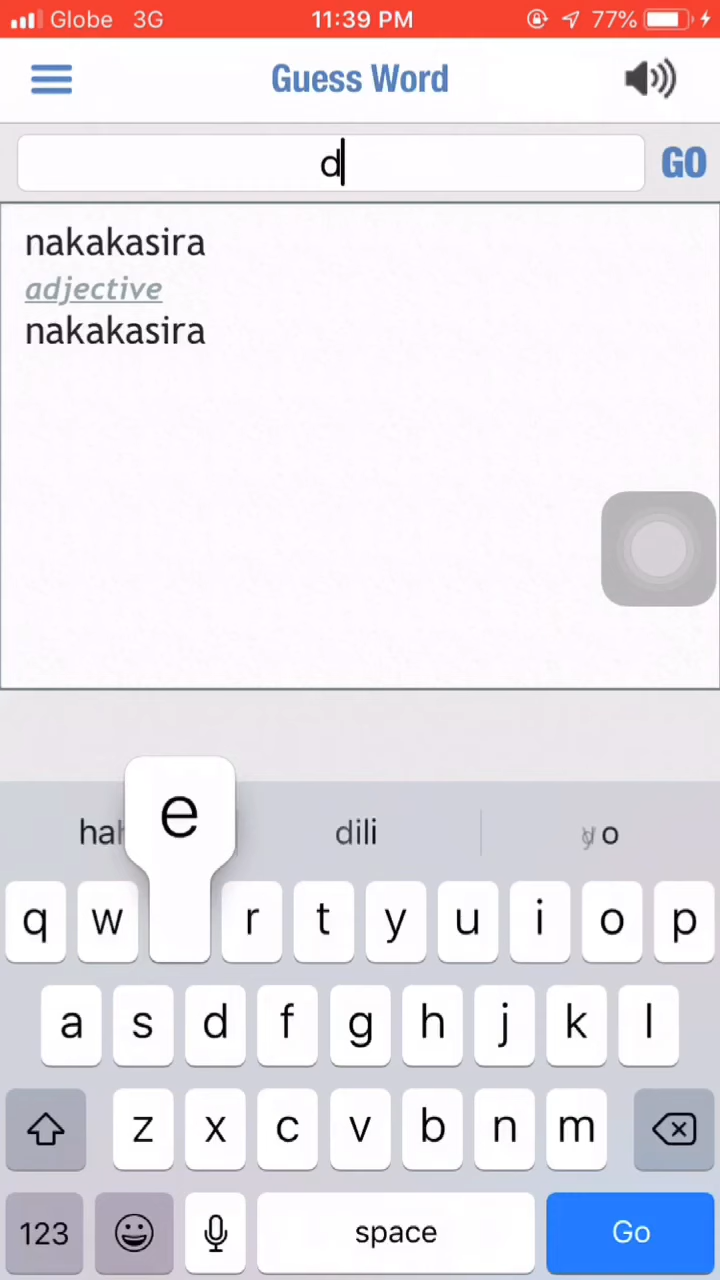 Globe 3G 11:39 PM 77%
Guess Word
d GO
nakakasira
adjective
nakakasira
e
dili
q w r t y u i o p
a s d f g h j k l
z x c v b n m
123 space Go